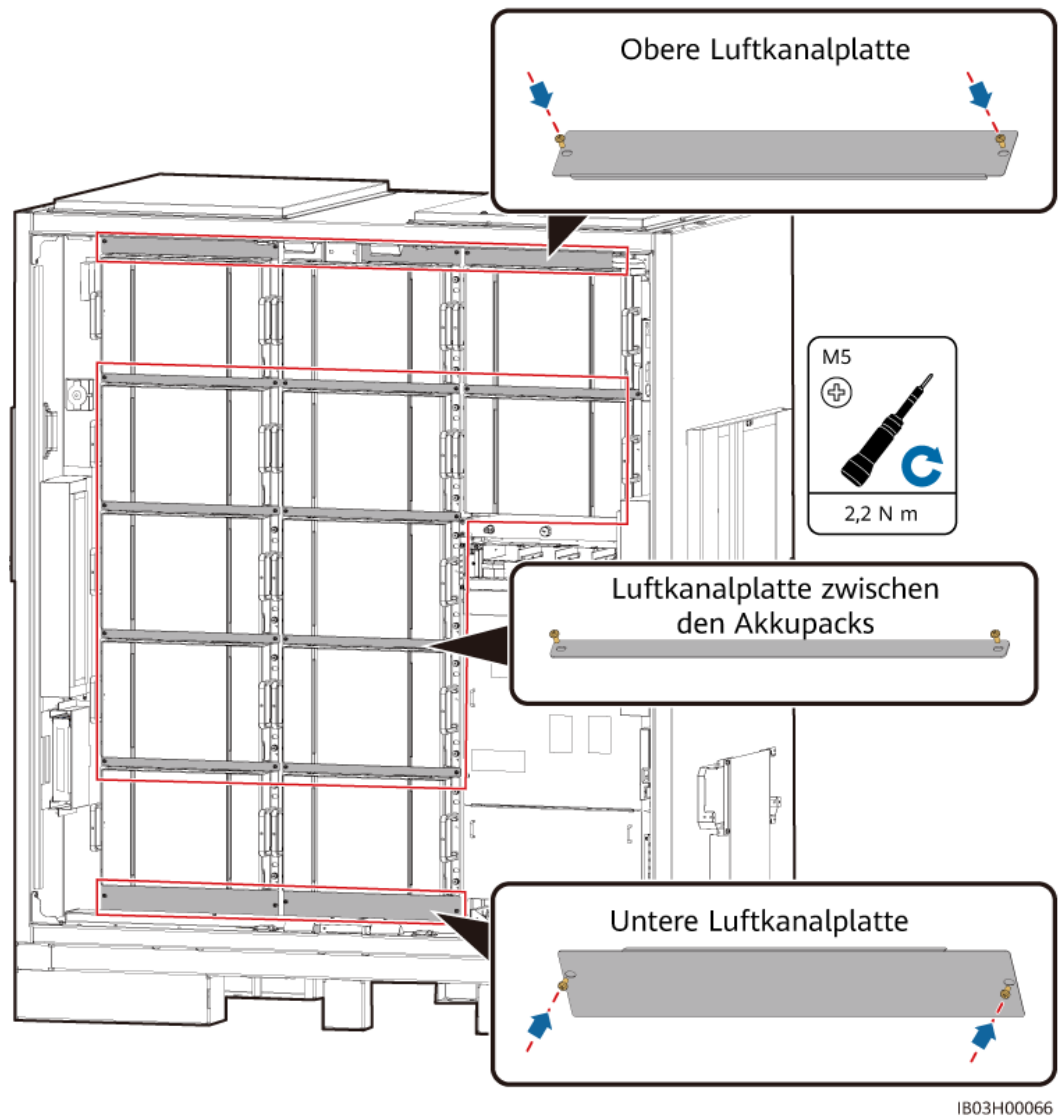 Obere Luftkanalplatte
M5
2,2 N m
Luftkanalplatte zwischen
den Akkupacks
Untere Luftkanalplatte
IB03H00066